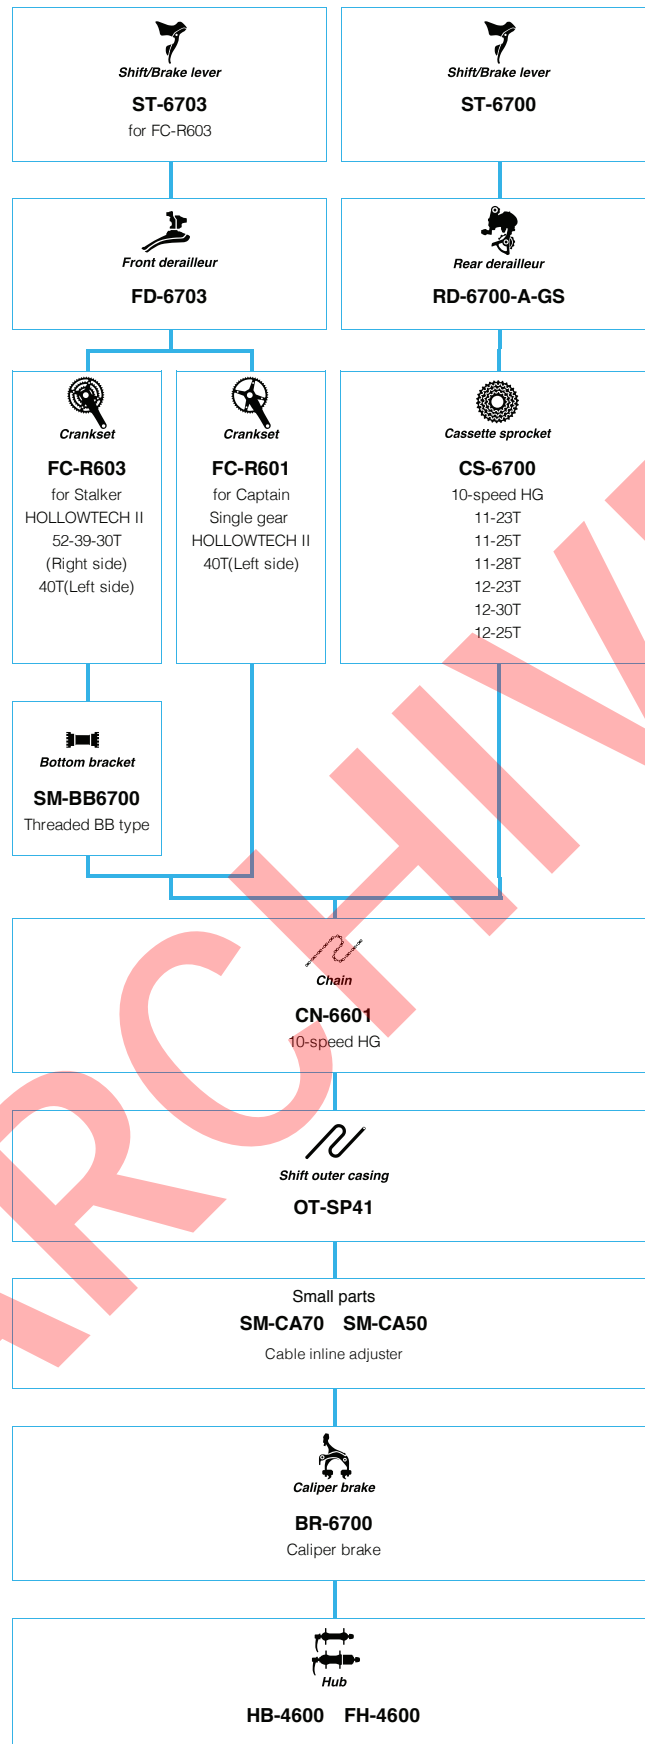 Shift/Brake lever
ST-6703
for FC-R603
Shift/Brake lever
ST-6700
Front derailleur
FD-6703
Rear derailleur
RD-6700-A-GS
Crankset
FC-R603
for Stalker
HOLLOWTECH II
52-39-30T
(Right side)
40T(Left side)
Crankset
FC-R601
for Captain
Single gear
HOLLOWTECH II
40T(Left side)
Cassette sprocket
CS-6700
10-speed HG
11-23T
11-25T
11-28T
12-23T
12-30T
12-25T
Bottom bracket
SM-BB6700
Threaded BB type
Chain
CN-6601
10-speed HG
Shift outer casing
OT-SP41
Small parts
SM-CA70 SM-CA50
Cable inline adjuster
Caliper brake
BR-6700
Caliper brake
Hub
HB-4600 FH-4600
ARCHIV